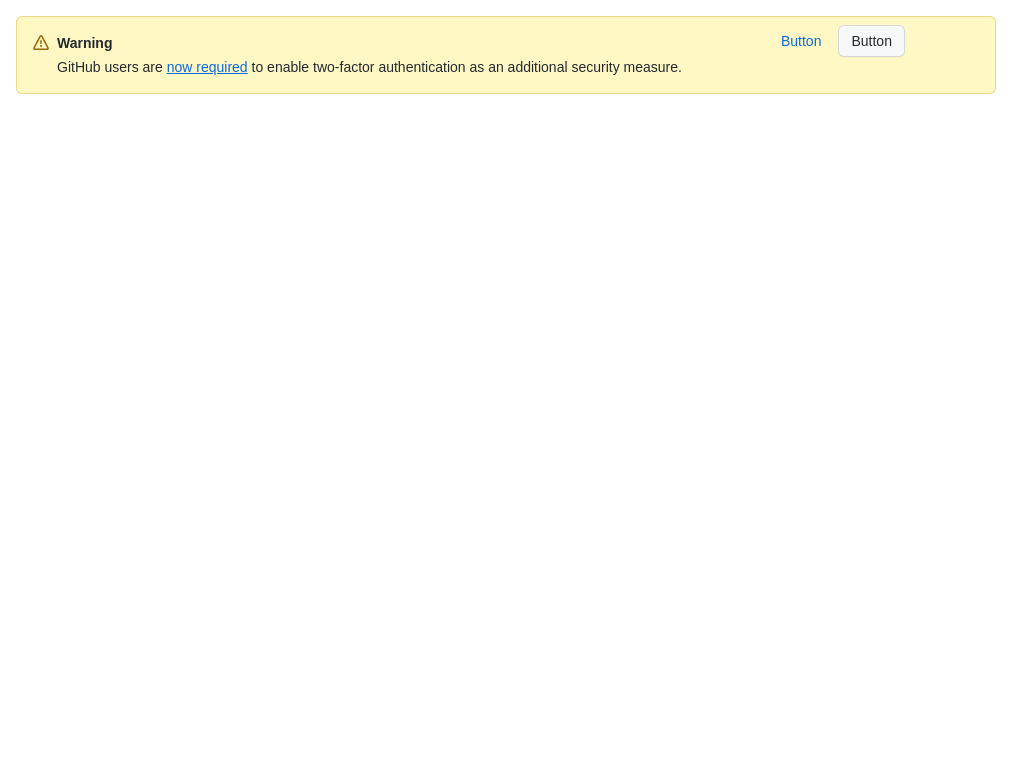 Warning
Button
Button
GitHub users are now required to enable two-factor authentication as an additional security measure.